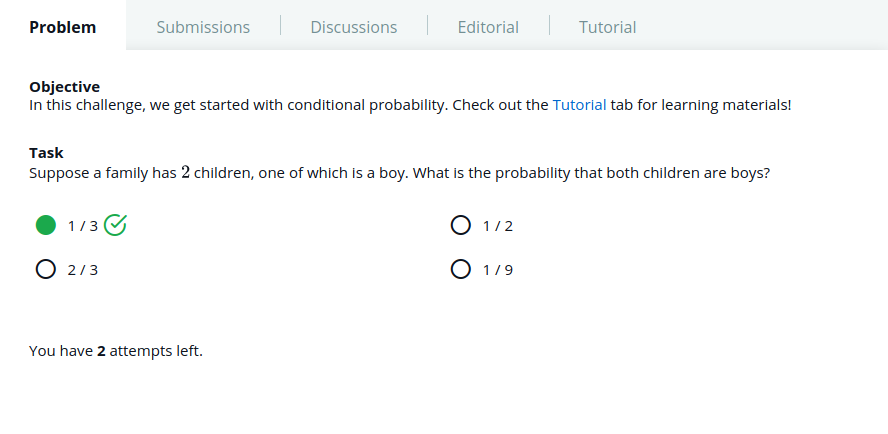 Problem Submissions Discussions Editorial Tutorial
Objective
In this challenge, we get started with conditional probability. Check out the Tutorial tab for learning materials!
Task
Suppose a family has 2 children, one of which is a boy. What is the probability that both children are boys?
1 / 3 1 / 2
2 / 3 1 / 9
You have 2 attempts left.